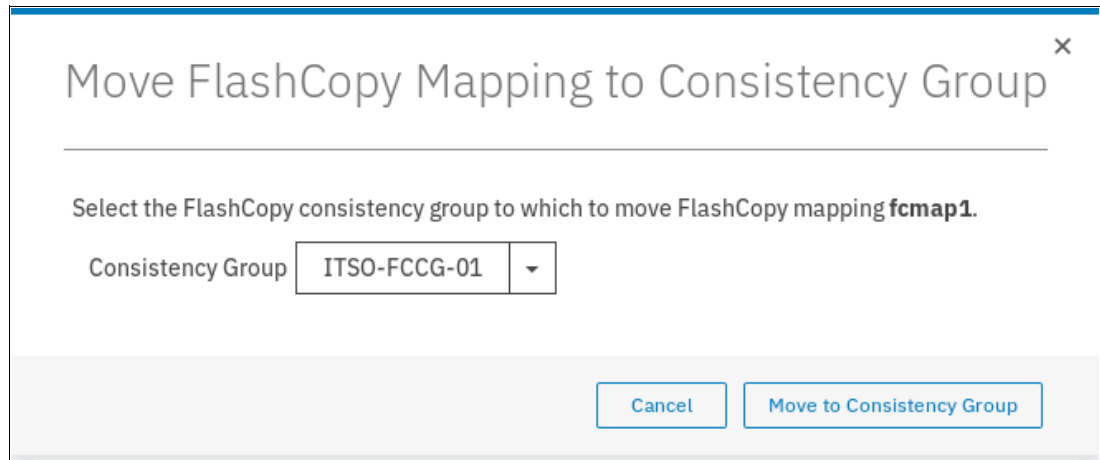 Move FlashCopy Mapping to Consistency Group
Select the FlashCopy consistency group to which to move FlashCopy mapping fcmap1.
Consistency Group ITSO-FCCG-01
Cancel Move to Consistency Group